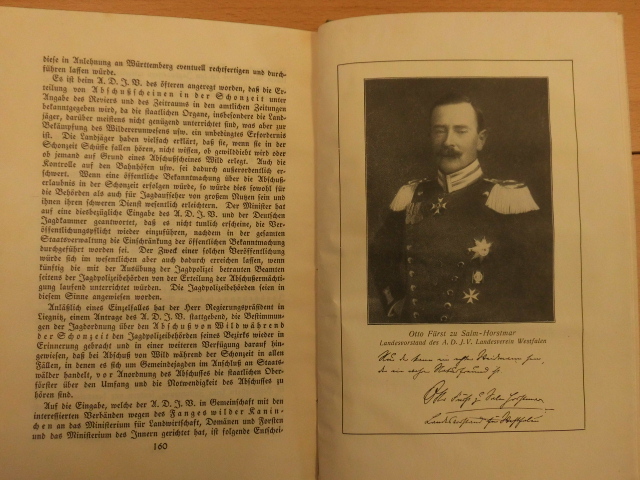 diese in Anlehnung an Württemberg eventuell rechtfertigen und durch-
führen lassen würde.
Es ist beim A. D. J. V. des öfteren angeregt worden, daß die Er-
teilung von Abschußscheinen in der Schonzeit unter
Angabe des Reviers und des Zeitraums in den amtlichen Zeitungen
bekanntgegeben wird, da die staatlichen Organe, insbesondere die Land-
jäger, darüber meistens nicht genügend unterrichtet sind, was aber zur
Bekämpfung des Wildererunwesens usw. ein unbedingtes Erfordernis
ist. Die Landjäger haben vielfach erklärt, daß sie, wenn sie in der
Schonzeit Schüsse fallen hören, nicht wissen, ob gewilddiebt wird oder
ob jemand auf Grund eines Abschußscheines Wild erlegt. Auch die
Kontrolle auf den Bahnhöfen usw. sei dadurch außerordentlich er-
schwert. Wenn eine öffentliche Bekanntmachung über die Abschuß-
erlaubnis in der Schonzeit erfolgen würde, so würde dies sowohl für
die Behörden als auch für Jagdaufseher von großem Nutzen sein und
ihnen ihren schweren Dienst wesentlich erleichtern. Der Minister hat
auf eine diesbezügliche Eingabe des A. D. J. V. und der Deutschen
Jagdkammer geantwortet, daß es nicht tunlich erscheine, die Ver-
öffentlichungspflicht wieder einzuführen, nachdem in der gesamten
Staatsverwaltung die Einschränkung der öffentlichen Bekanntmachung
durchgeführt worden sei. Der Zweck einer solchen Veröffentlichung
würde sich im wesentlichen aber auch dadurch erreichen lassen, wenn
künftig die mit der Ausübung der Jagdpolizei betrauten Beamten
seitens der Jagdpolizeibehörden von der Erteilung der Abschußermäch-
tigung laufend unterrichtet würden. Die Jagdpolizeibehörden seien in
diesem Sinne angewiesen worden.
Anläßlich eines Einzelfalles hat der Herr Regierungspräsident in
Liegnitz, einem Antrage des A. D. J. V. stattgebend, die Bestimmun-
gen der Jagdordnung über den Abschuß von Wild während
der Schonzeit den Jagdpolizeibehörden seines Bezirks wieder in
Erinnerung gebracht und in einer weiteren Verfügung darauf hinge-
wiesen, daß bei Abschuß von Wild während der Schonzeit in allen
Fällen, in denen es sich um Gemeindejagden im Anschluß an Staats-
wälder handelt, vor Anordnung des Abschusses die staatlichen Ober-
förster über den Umfang und die Notwendigkeit des Abschusses zu
hören sind.
Auf die Eingabe, welche der A. D. J. V. in Gemeinschaft mit den
interessierten Verbänden wegen des Fanges wilder Kanin-
chen an das Ministerium für Landwirtschaft, Domänen und Forsten
und das Ministerium des Innern gerichtet hat, ist folgende Entschei-
160
Otto Fürst zu Salm-Horstmar
Landesvorstand des A. D. J. V. Landesverein Westfalen
Otto Fürst zu Salm Horstmar